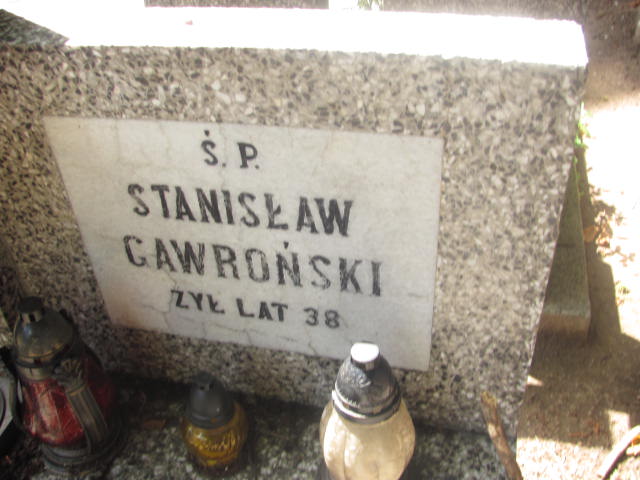 Ś. P.
STANISŁAW
GAWROŃSKI
ŻYŁ LAT 38